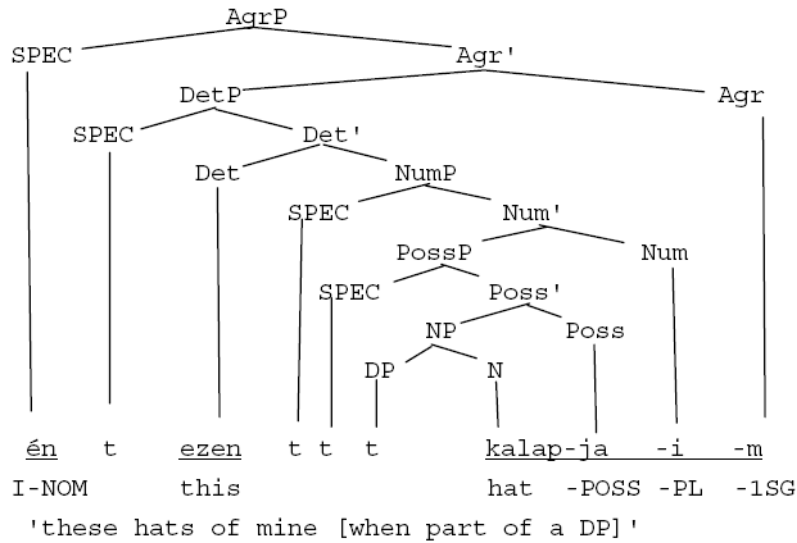 AgrP
SPEC Agr'
DetP Agr
SPEC Det'
Det NumP
SPEC Num'
PossP Num
SPEC Poss'
NP Poss
DP N
én t ezen t t t kalap-ja -i -m
I-NOM this hat -POSS -PL -1SG
'these hats of mine [when part of a DP]'